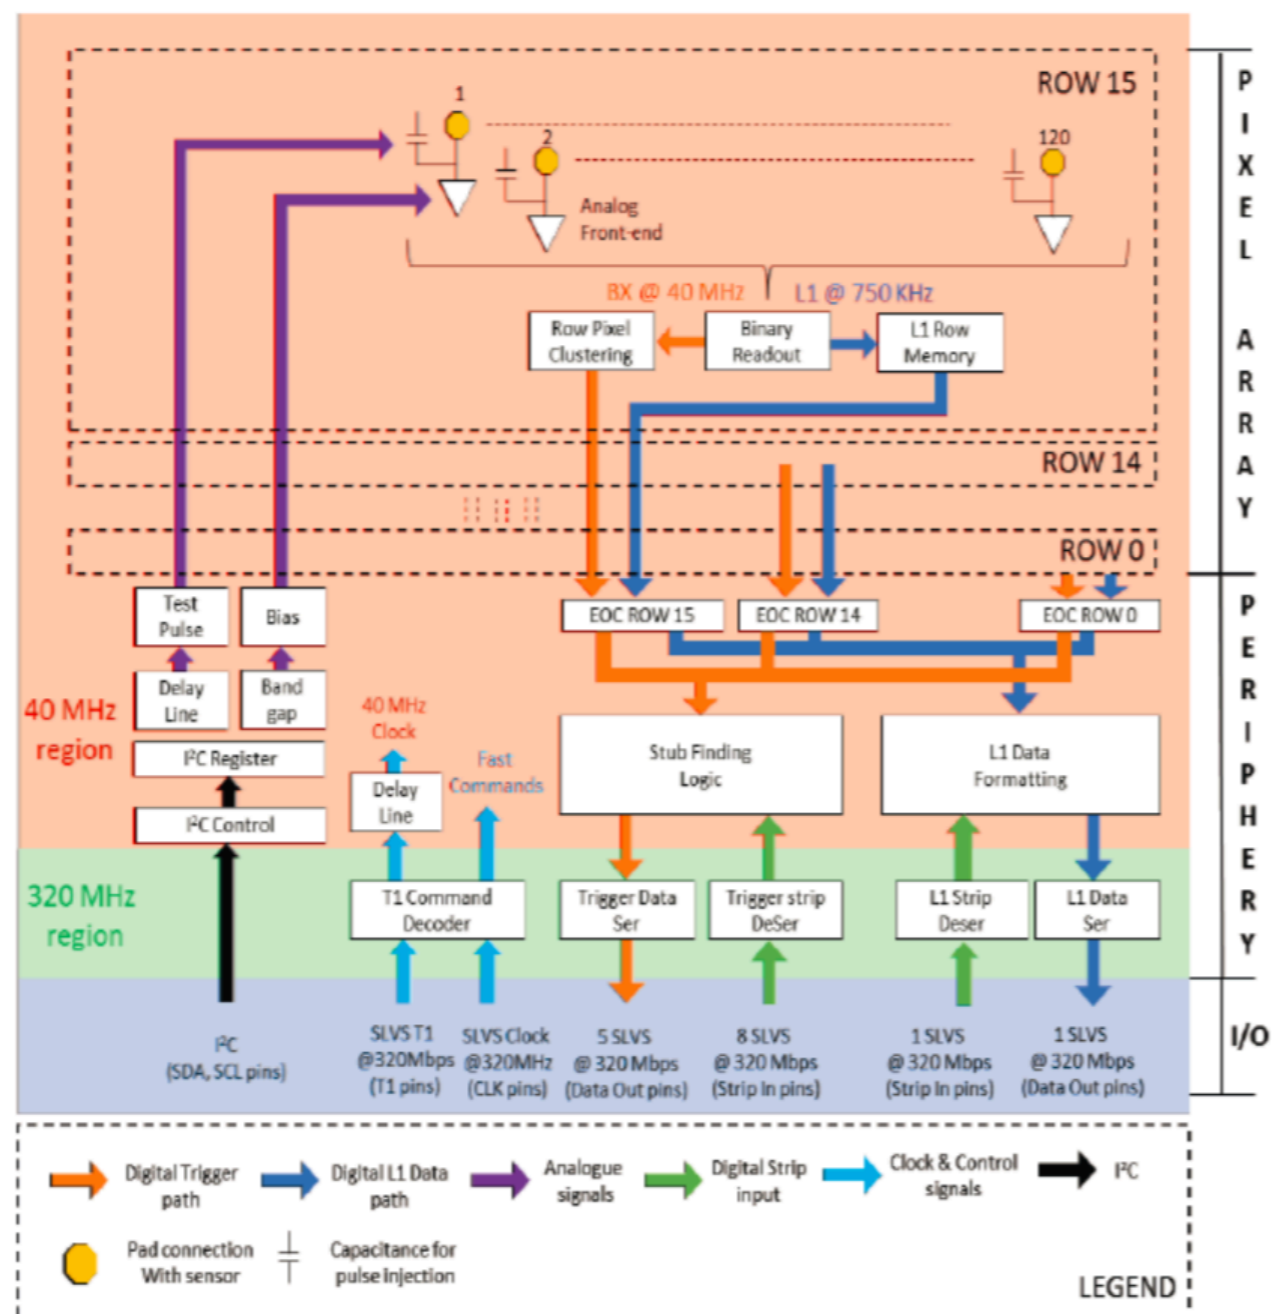 ROW 15
1
2
120
Analog
Front-end
BX @ 40 MHz
L1 @ 750 KHz
Row Pixel
Clustering
Binary
Readout
L1 Row
Memory
ROW 14
ROW 0
PIXEL ARRAY
Test
Pulse
Bias
EOC ROW 15
EOC ROW 14
EOC ROW 0
Delay
Line
Band
gap
40 MHz
region
40 MHz
Clock
I²C Register
Fast
Commands
Stub Finding
Logic
L1 Data
Formatting
Delay
Line
I²C Control
PERIPHERY
320 MHz
region
T1 Command
Decoder
Trigger Data
Ser
Trigger strip
DeSer
L1 Strip
Deser
L1 Data
Ser
I²C
(SDA, SCL pins)
SLVS T1
@320Mbps
(T1 pins)
SLVS Clock
@320MHz
(CLK pins)
5 SLVS
@ 320 Mbps
(Data Out pins)
8 SLVS
@ 320 Mbps
(Strip In pins)
1 SLVS
@ 320 Mbps
(Strip In pins)
1 SLVS
@ 320 Mbps
(Data Out pins)
I/O
Digital Trigger
path
Digital L1 Data
path
Analogue
signals
Digital Strip
input
Clock & Control
signals
I²C
Pad connection
With sensor
Capacitance for
pulse injection
LEGEND